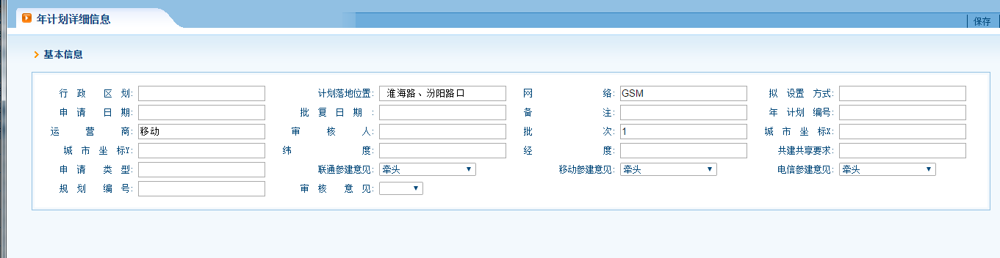 年计划详细信息
保存
基本信息
行 政 区 划: 计划落地位置: 淮海路、汾阳路口 网 络: GSM 拟 设置 方式:
申 请 日 期: 批 复 日 期 : 备 注: 年 计划 编号:
运 营 商: 移动 审 核 人: 批 次: 1 城 市 坐 标X:
城 市 坐 标Y: 纬 度: 经 度: 共建共享要求:
申 请 类 型: 联通参建意见: 牵头 移动参建意见: 牵头 电信参建意见: 牵头
规 划 编 号: 审 核 意 见: